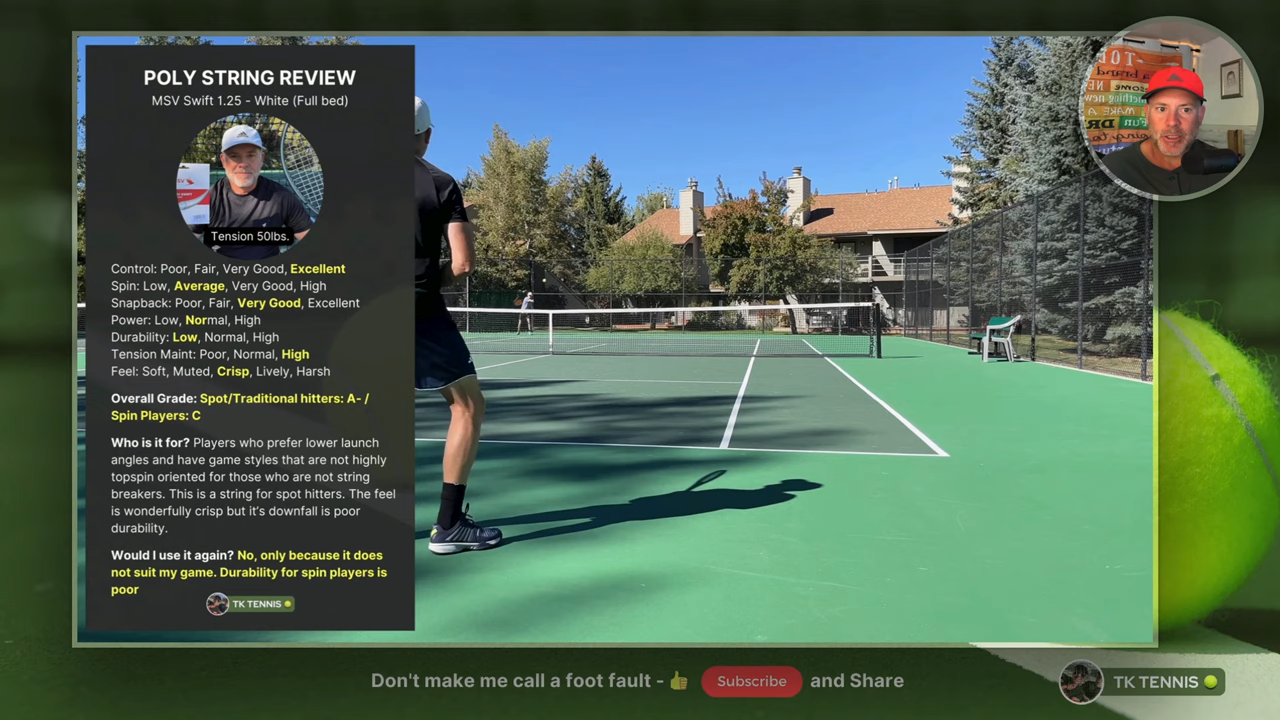 POLY STRING REVIEW
MSV Swift 1.25 - White (Full bed)
Tension 50lbs.
Control: Poor, Fair, Very Good, Excellent
Spin: Low, Average, Very Good, High
Snapback: Poor, Fair, Very Good, Excellent
Power: Low, Normal, High
Durability: Low, Normal, High
Tension Maint: Poor, Normal, High
Feel: Soft, Muted, Crisp, Lively, Harsh
Overall Grade: Spot/Traditional hitters: A- /
Spin Players: C
Who is it for? Players who prefer lower launch
angles and have game styles that are not highly
topspin oriented for those who are not string
breakers. This is a string for spot hitters. The feel
is wonderfully crisp but it's downfall is poor
durability.
Would I use it again? No, only because it does
not suit my game. Durability for spin players is
poor
TK TENNIS
Don't make me call a foot fault - 👍 Subscribe and Share
TK TENNIS